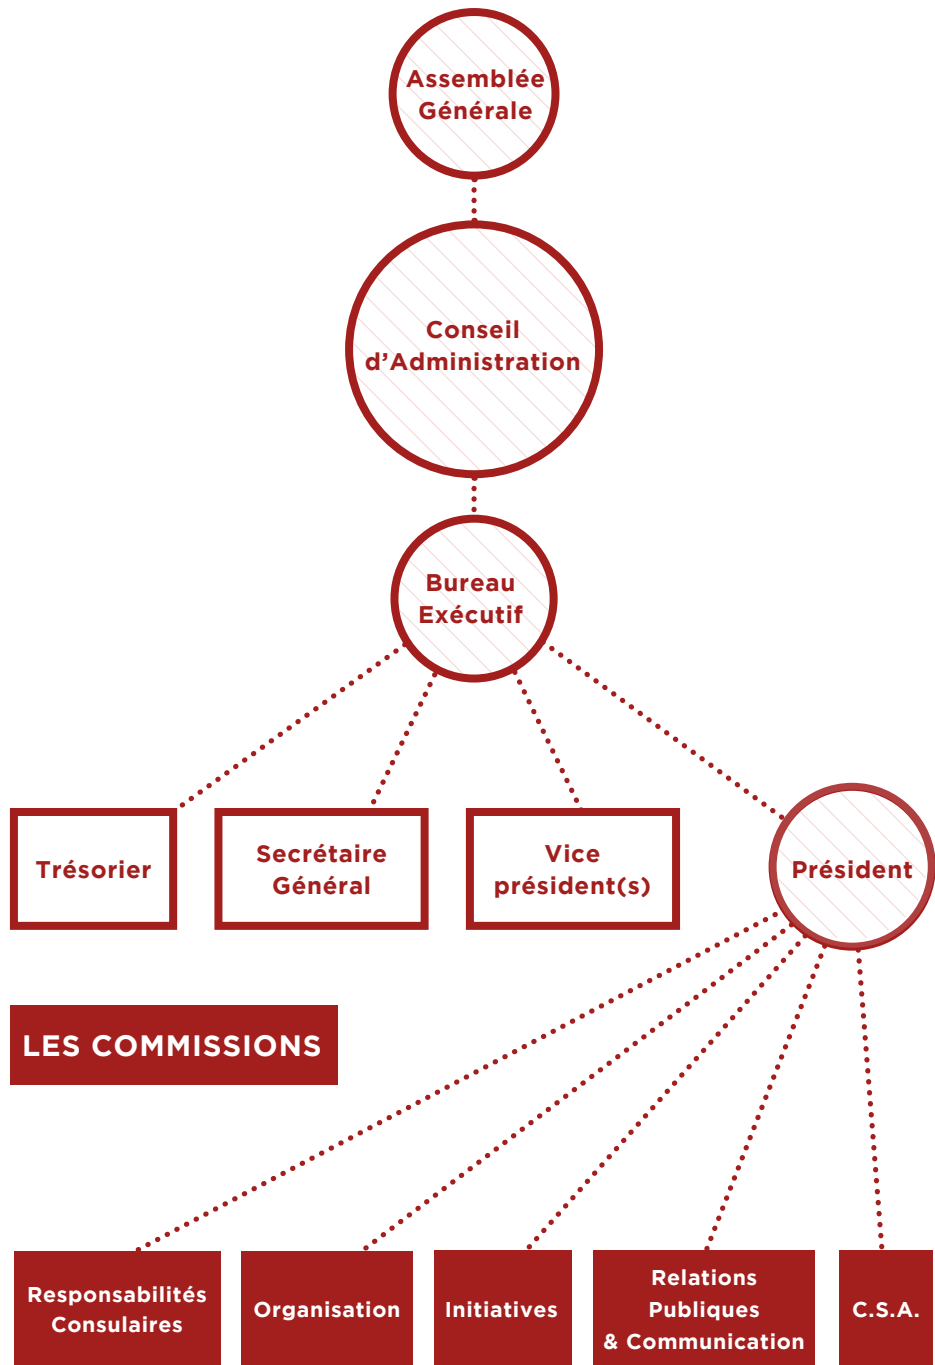 Assemblée
Générale
Conseil
d’Administration
Bureau
Exécutif
Trésorier
Secrétaire
Général
Vice
président(s)
Président
LES COMMISSIONS
Responsabilités
Consulaires
Organisation
Initiatives
Relations
Publiques
& Communication
C.S.A.